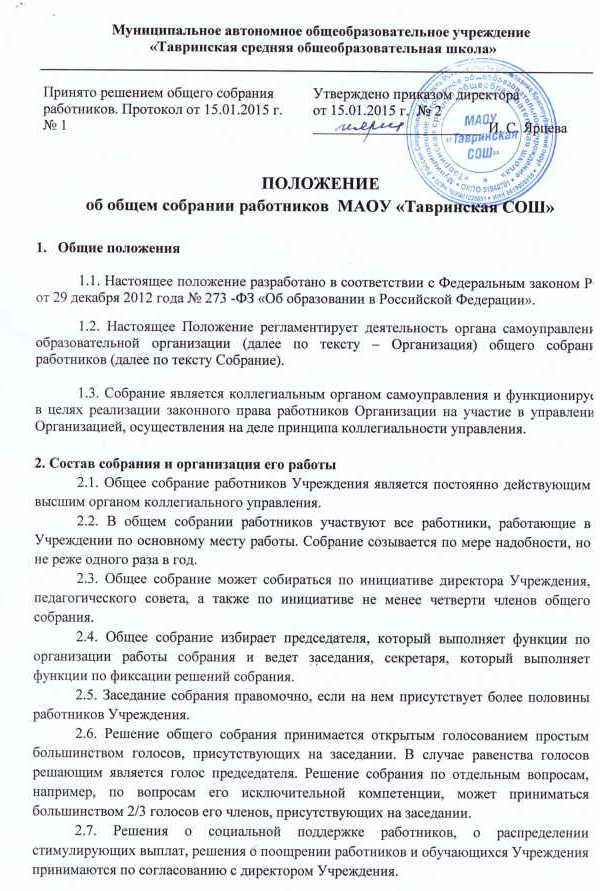 Муниципальное автономное общеобразовательное учреждение
«Тавринская средняя общеобразовательная школа»
Принято решением общего собрания
работников. Протокол от 15.01.2015 г.
№ 1
Утверждено приказом директора
от 15.01.2015 г. № 2
И. С. Ярцева
МАОУ
«Тавринская
СОШ»
ПОЛОЖЕНИЕ
об общем собрании работников МАОУ «Тавринская СОШ»
1. Общие положения
1.1. Настоящее положение разработано в соответствии с Федеральным законом Р
от 29 декабря 2012 года № 273 -ФЗ «Об образовании в Российской Федерации».
1.2. Настоящее Положение регламентирует деятельность органа самоуправлени
образовательной организации (далее по тексту – Организация) общего собрани
работников (далее по тексту Собрание).
1.3. Собрание является коллегиальным органом самоуправления и функционируе
в целях реализации законного права работников Организации на участие в управлени
Организацией, осуществления на деле принципа коллегиальности управления.
2. Состав собрания и организация его работы
2.1. Общее собрание работников Учреждения является постоянно действующим
высшим органом коллегиального управления.
2.2. В общем собрании работников участвуют все работники, работающие в
Учреждении по основному месту работы. Собрание созывается по мере надобности, но
не реже одного раза в год.
2.3. Общее собрание может собираться по инициативе директора Учреждения,
педагогического совета, а также по инициативе не менее четверти членов общего
собрания.
2.4. Общее собрание избирает председателя, который выполняет функции по
организации работы собрания и ведет заседания, секретаря, который выполняет
функции по фиксации решений собрания.
2.5. Заседание собрания правомочно, если на нем присутствует более половины
работников Учреждения.
2.6. Решение общего собрания принимается открытым голосованием простым
большинством голосов, присутствующих на заседании. В случае равенства голосов
решающим является голос председателя. Решение собрания по отдельным вопросам,
например, по вопросам его исключительной компетенции, может приниматься
большинством 2/3 голосов его членов, присутствующих на заседании.
2.7. Решения о социальной поддержке работников, о распределении
стимулирующих выплат, решения о поощрении работников и обучающихся Учреждения
принимаются по согласованию с директором Учреждения.